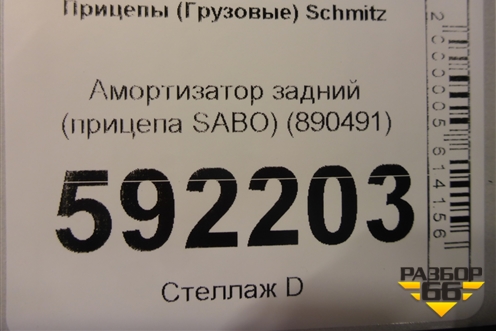 Прицепы (Грузовые) Schmitz
Амортизатор задний
(прицепа SABO) (890491)
592203
Стеллаж D
2000005614156
РАЗБОР
66